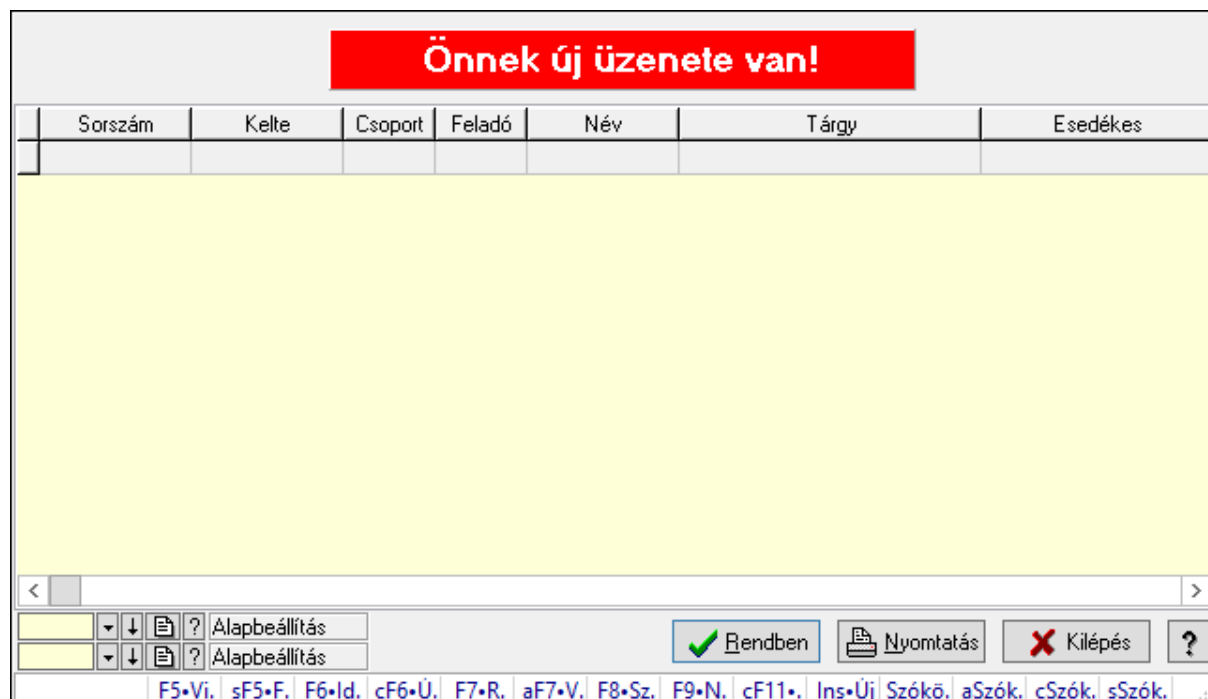 Önnek új üzenete van!
Sorszám Kelte Csoport Feladó Név Tárgy Esedékes
? Alapbeállítás
? Alapbeállítás
Rendben Nyomtatás Kilépés ?
F5•Vi. sF5•F. F6•Id. cF6•Ú. F7•R. aF7•V. F8•Sz. F9•N. cF11•. Ins•Új Szókö. aSzók. cSzók. sSzók.